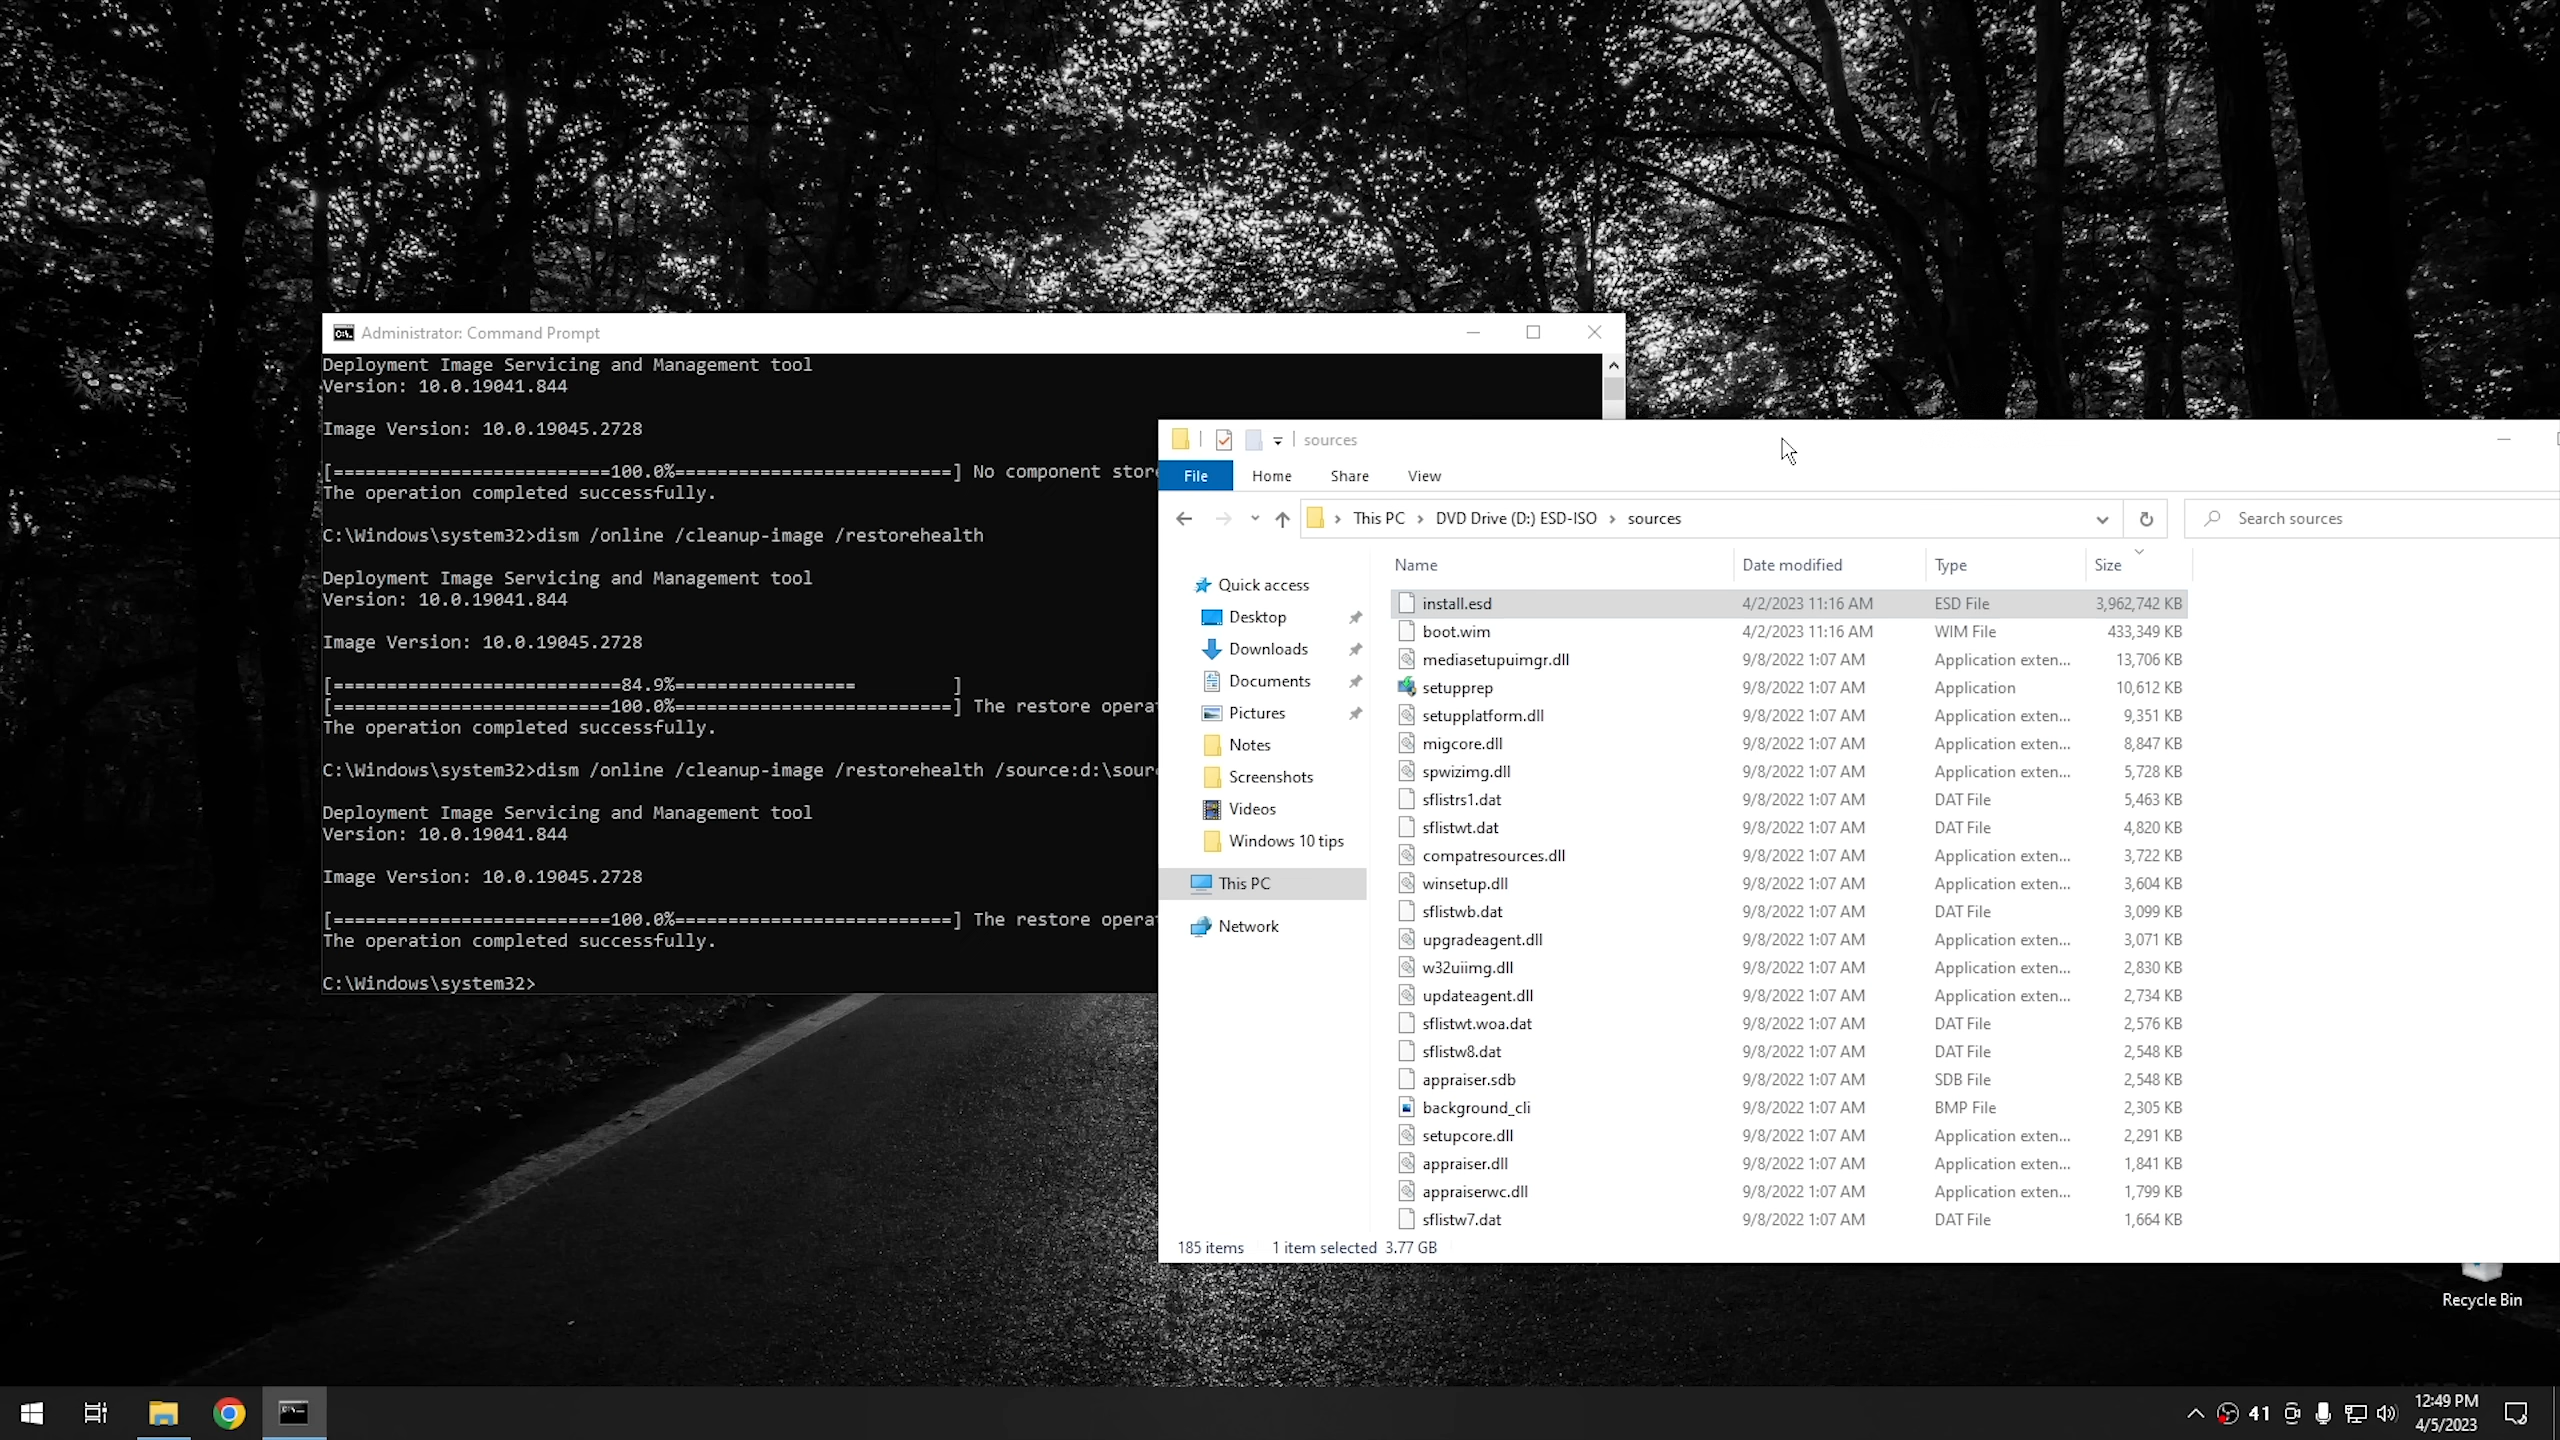 Administrator: Command Prompt
Deployment Image Servicing and Management tool
Version: 10.0.19041.844
Image Version: 10.0.19045.2728
[==========================100.0%==========================] No component store
The operation completed successfully.
C:\Windows\system32>dism /online /cleanup-image /restorehealth
Deployment Image Servicing and Management tool
Version: 10.0.19041.844
Image Version: 10.0.19045.2728
[===========================84.9%=================         ]
[==========================100.0%==========================] The restore opera
The operation completed successfully.
C:\Windows\system32>dism /online /cleanup-image /restorehealth /source:d:\sour
Deployment Image Servicing and Management tool
Version: 10.0.19041.844
Image Version: 10.0.19045.2728
[==========================100.0%==========================] The restore opera
The operation completed successfully.
C:\Windows\system32>
sources
File Home Share View
This PC > DVD Drive (D:) ESD-ISO > sources
Search sources
Quick access
Desktop
Downloads
Documents
Pictures
Notes
Screenshots
Videos
Windows 10 tips
This PC
Network
Name Date modified Type Size
install.esd 4/2/2023 11:16 AM ESD File 3,962,742 KB
boot.wim 4/2/2023 11:16 AM WIM File 433,349 KB
mediasetupuimgr.dll 9/8/2022 1:07 AM Application exten... 13,706 KB
setupprep 9/8/2022 1:07 AM Application 10,612 KB
setupplatform.dll 9/8/2022 1:07 AM Application exten... 9,351 KB
migcore.dll 9/8/2022 1:07 AM Application exten... 8,847 KB
spwizimg.dll 9/8/2022 1:07 AM Application exten... 5,728 KB
sflistrs1.dat 9/8/2022 1:07 AM DAT File 5,463 KB
sflistwt.dat 9/8/2022 1:07 AM DAT File 4,820 KB
compatresources.dll 9/8/2022 1:07 AM Application exten... 3,722 KB
winsetup.dll 9/8/2022 1:07 AM Application exten... 3,604 KB
sflistwb.dat 9/8/2022 1:07 AM DAT File 3,099 KB
upgradeagent.dll 9/8/2022 1:07 AM Application exten... 3,071 KB
w32uiimg.dll 9/8/2022 1:07 AM Application exten... 2,830 KB
updateagent.dll 9/8/2022 1:07 AM Application exten... 2,734 KB
sflistwt.woa.dat 9/8/2022 1:07 AM DAT File 2,576 KB
sflistw8.dat 9/8/2022 1:07 AM DAT File 2,548 KB
appraiser.sdb 9/8/2022 1:07 AM SDB File 2,548 KB
background_cli 9/8/2022 1:07 AM BMP File 2,305 KB
setupcore.dll 9/8/2022 1:07 AM Application exten... 2,291 KB
appraiser.dll 9/8/2022 1:07 AM Application exten... 1,841 KB
appraiserwc.dll 9/8/2022 1:07 AM Application exten... 1,799 KB
sflistw7.dat 9/8/2022 1:07 AM DAT File 1,664 KB
185 items 1 item selected 3.77 GB
Recycle Bin
41
12:49 PM
4/5/2023